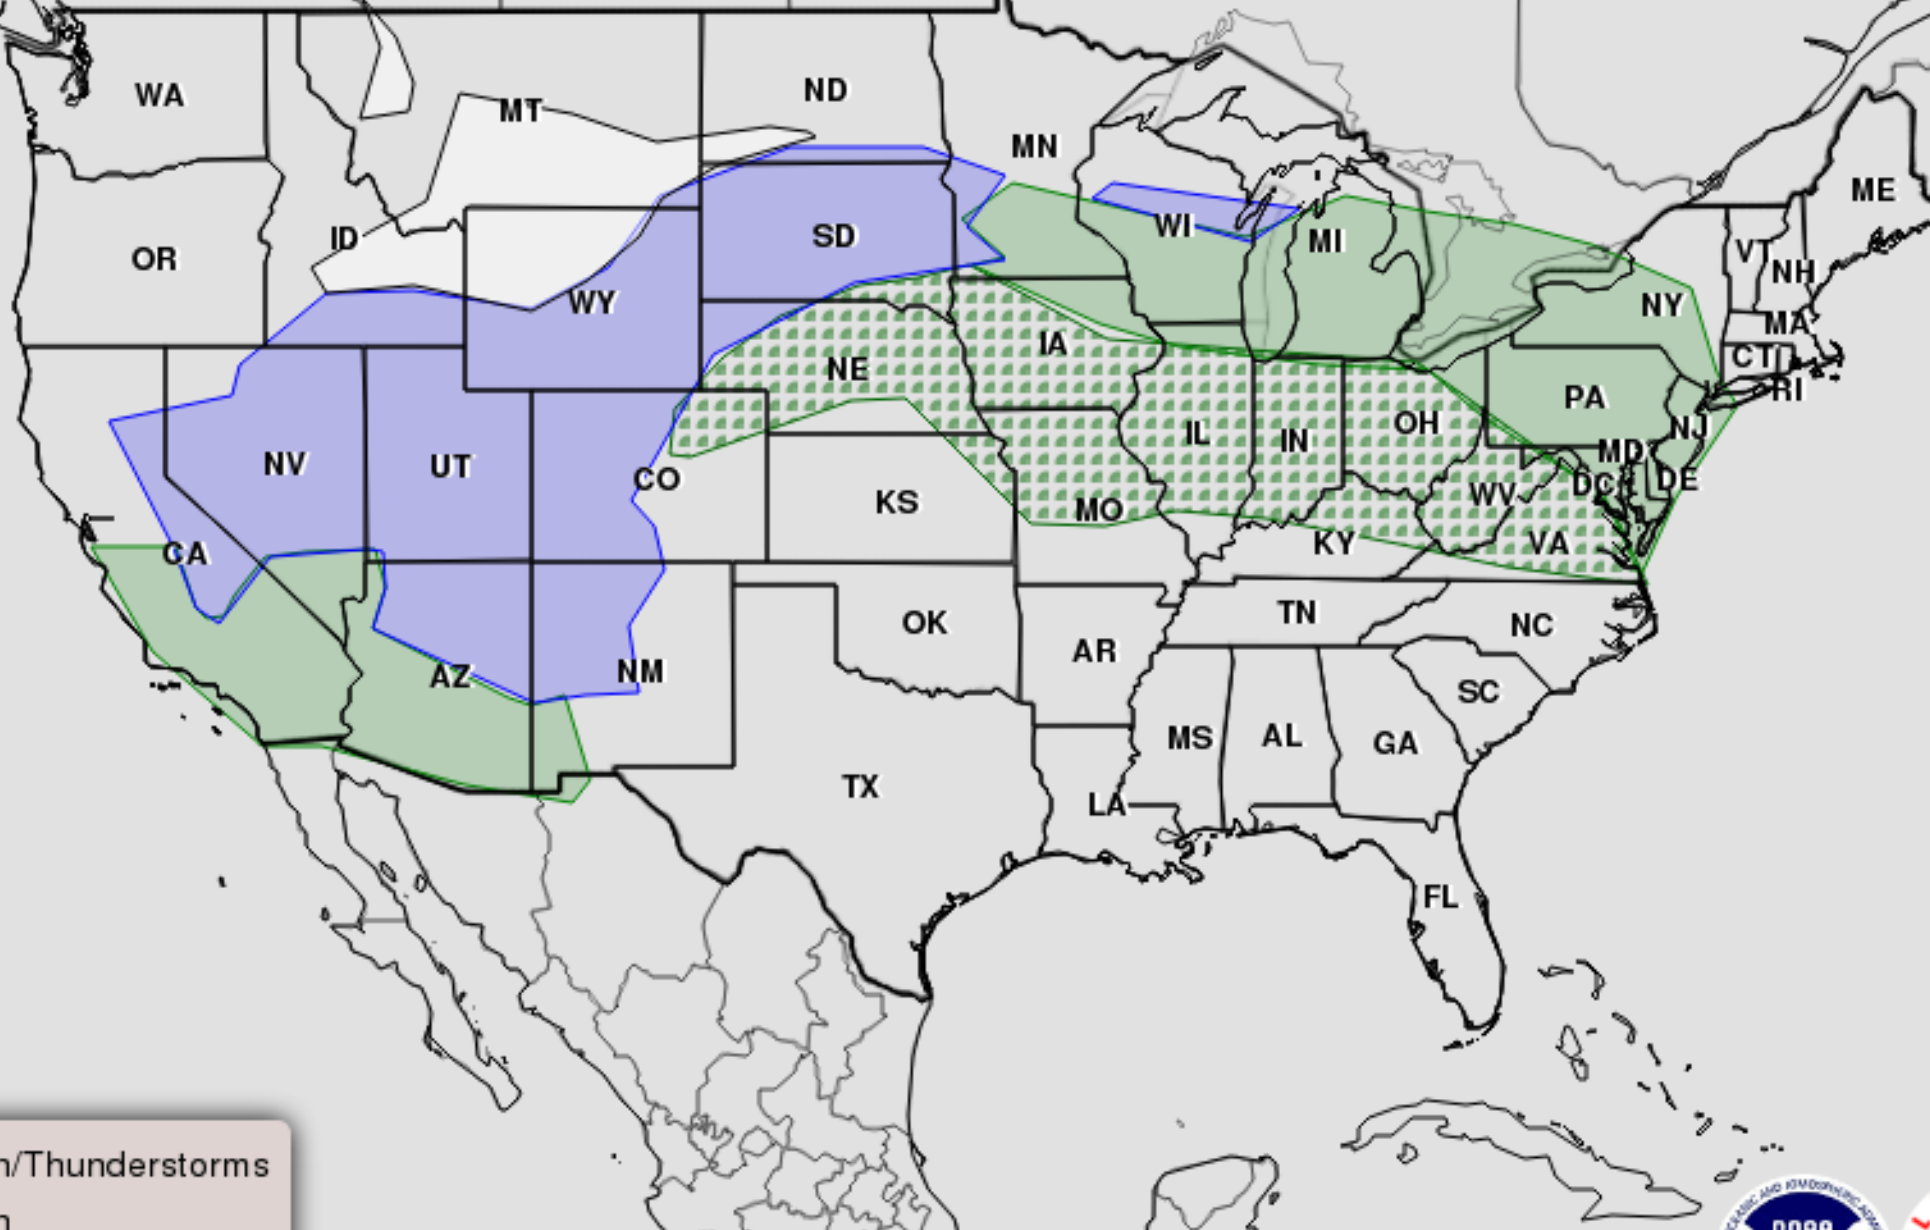 WA
MT
ND
MN
ME
OR
ID
WY
SD
WI
MI
VT
NH
NY
MA
CT
RI
NV
UT
CO
NE
IA
IL
IN
OH
PA
NJ
MD
DE
DC
CA
KS
MO
KY
WV
VA
AZ
NM
OK
AR
TN
NC
SC
TX
LA
MS
AL
GA
FL
n/Thunderstorms